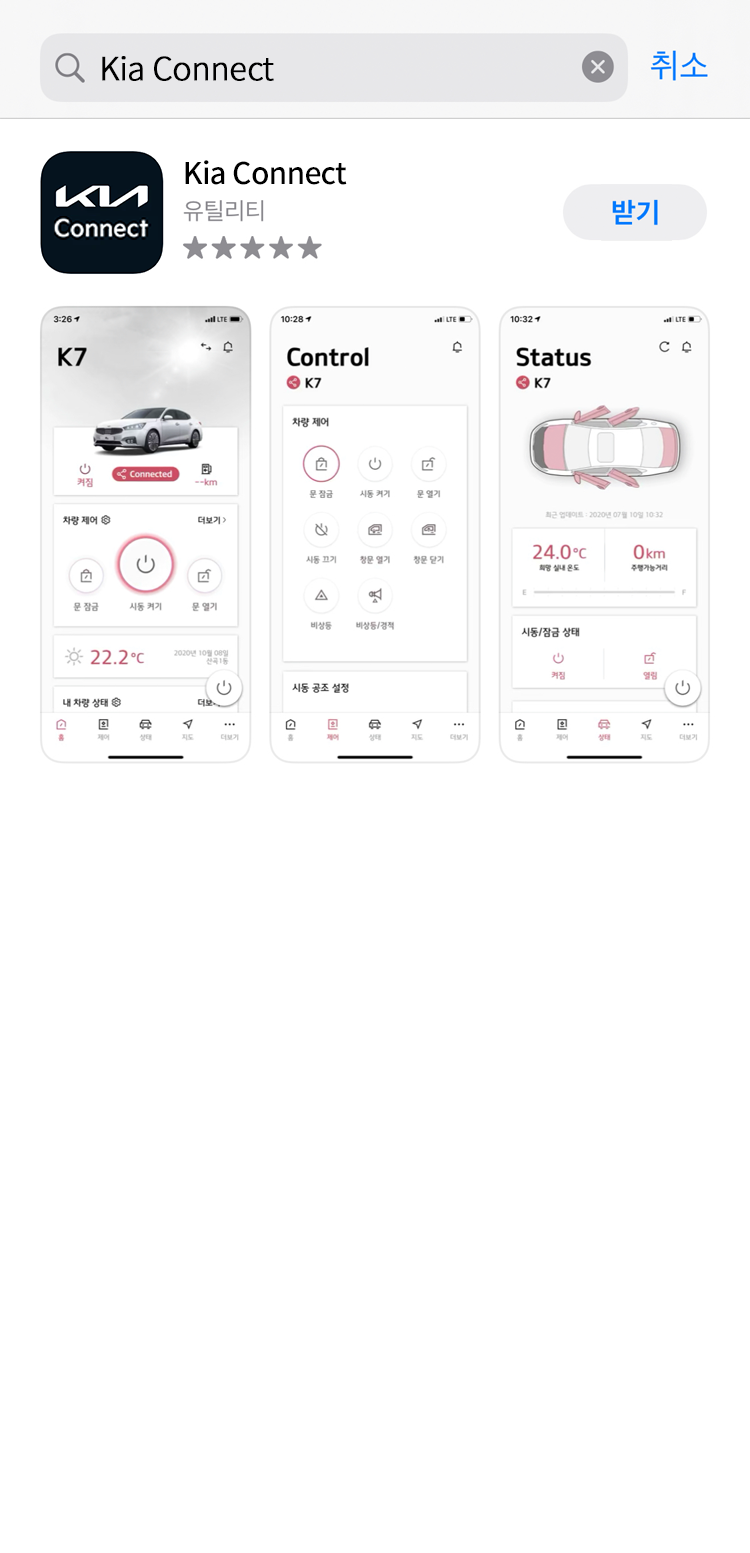 Kia Connect
취소
KIA
Connect
Kia Connect
유틸리티
받기
3:26
LTE
K7
켜짐
Connected
--km
차량 제어
더보기
문 잠금
시동 켜기
문 열기
22.2°C
2020년 10월 08일
선곡1동
내 차량 상태
더보
홈
제어
상태
지도
더보기
10:28
LTE
Control
K7
차량 제어
문 잠금
시동 켜기
문 열기
시동 끄기
창문 열기
창문 닫기
비상등
비상등/경적
시동 공조 설정
홈
제어
상태
지도
더보기
10:32
LTE
Status
K7
최근 업데이트 : 2020년 07월 10일 10:32
24.0°C
희망 실내 온도
0km
주행가능거리
E
F
시동/잠금 상태
켜짐
열림
홈
제어
상태
지도
더보기